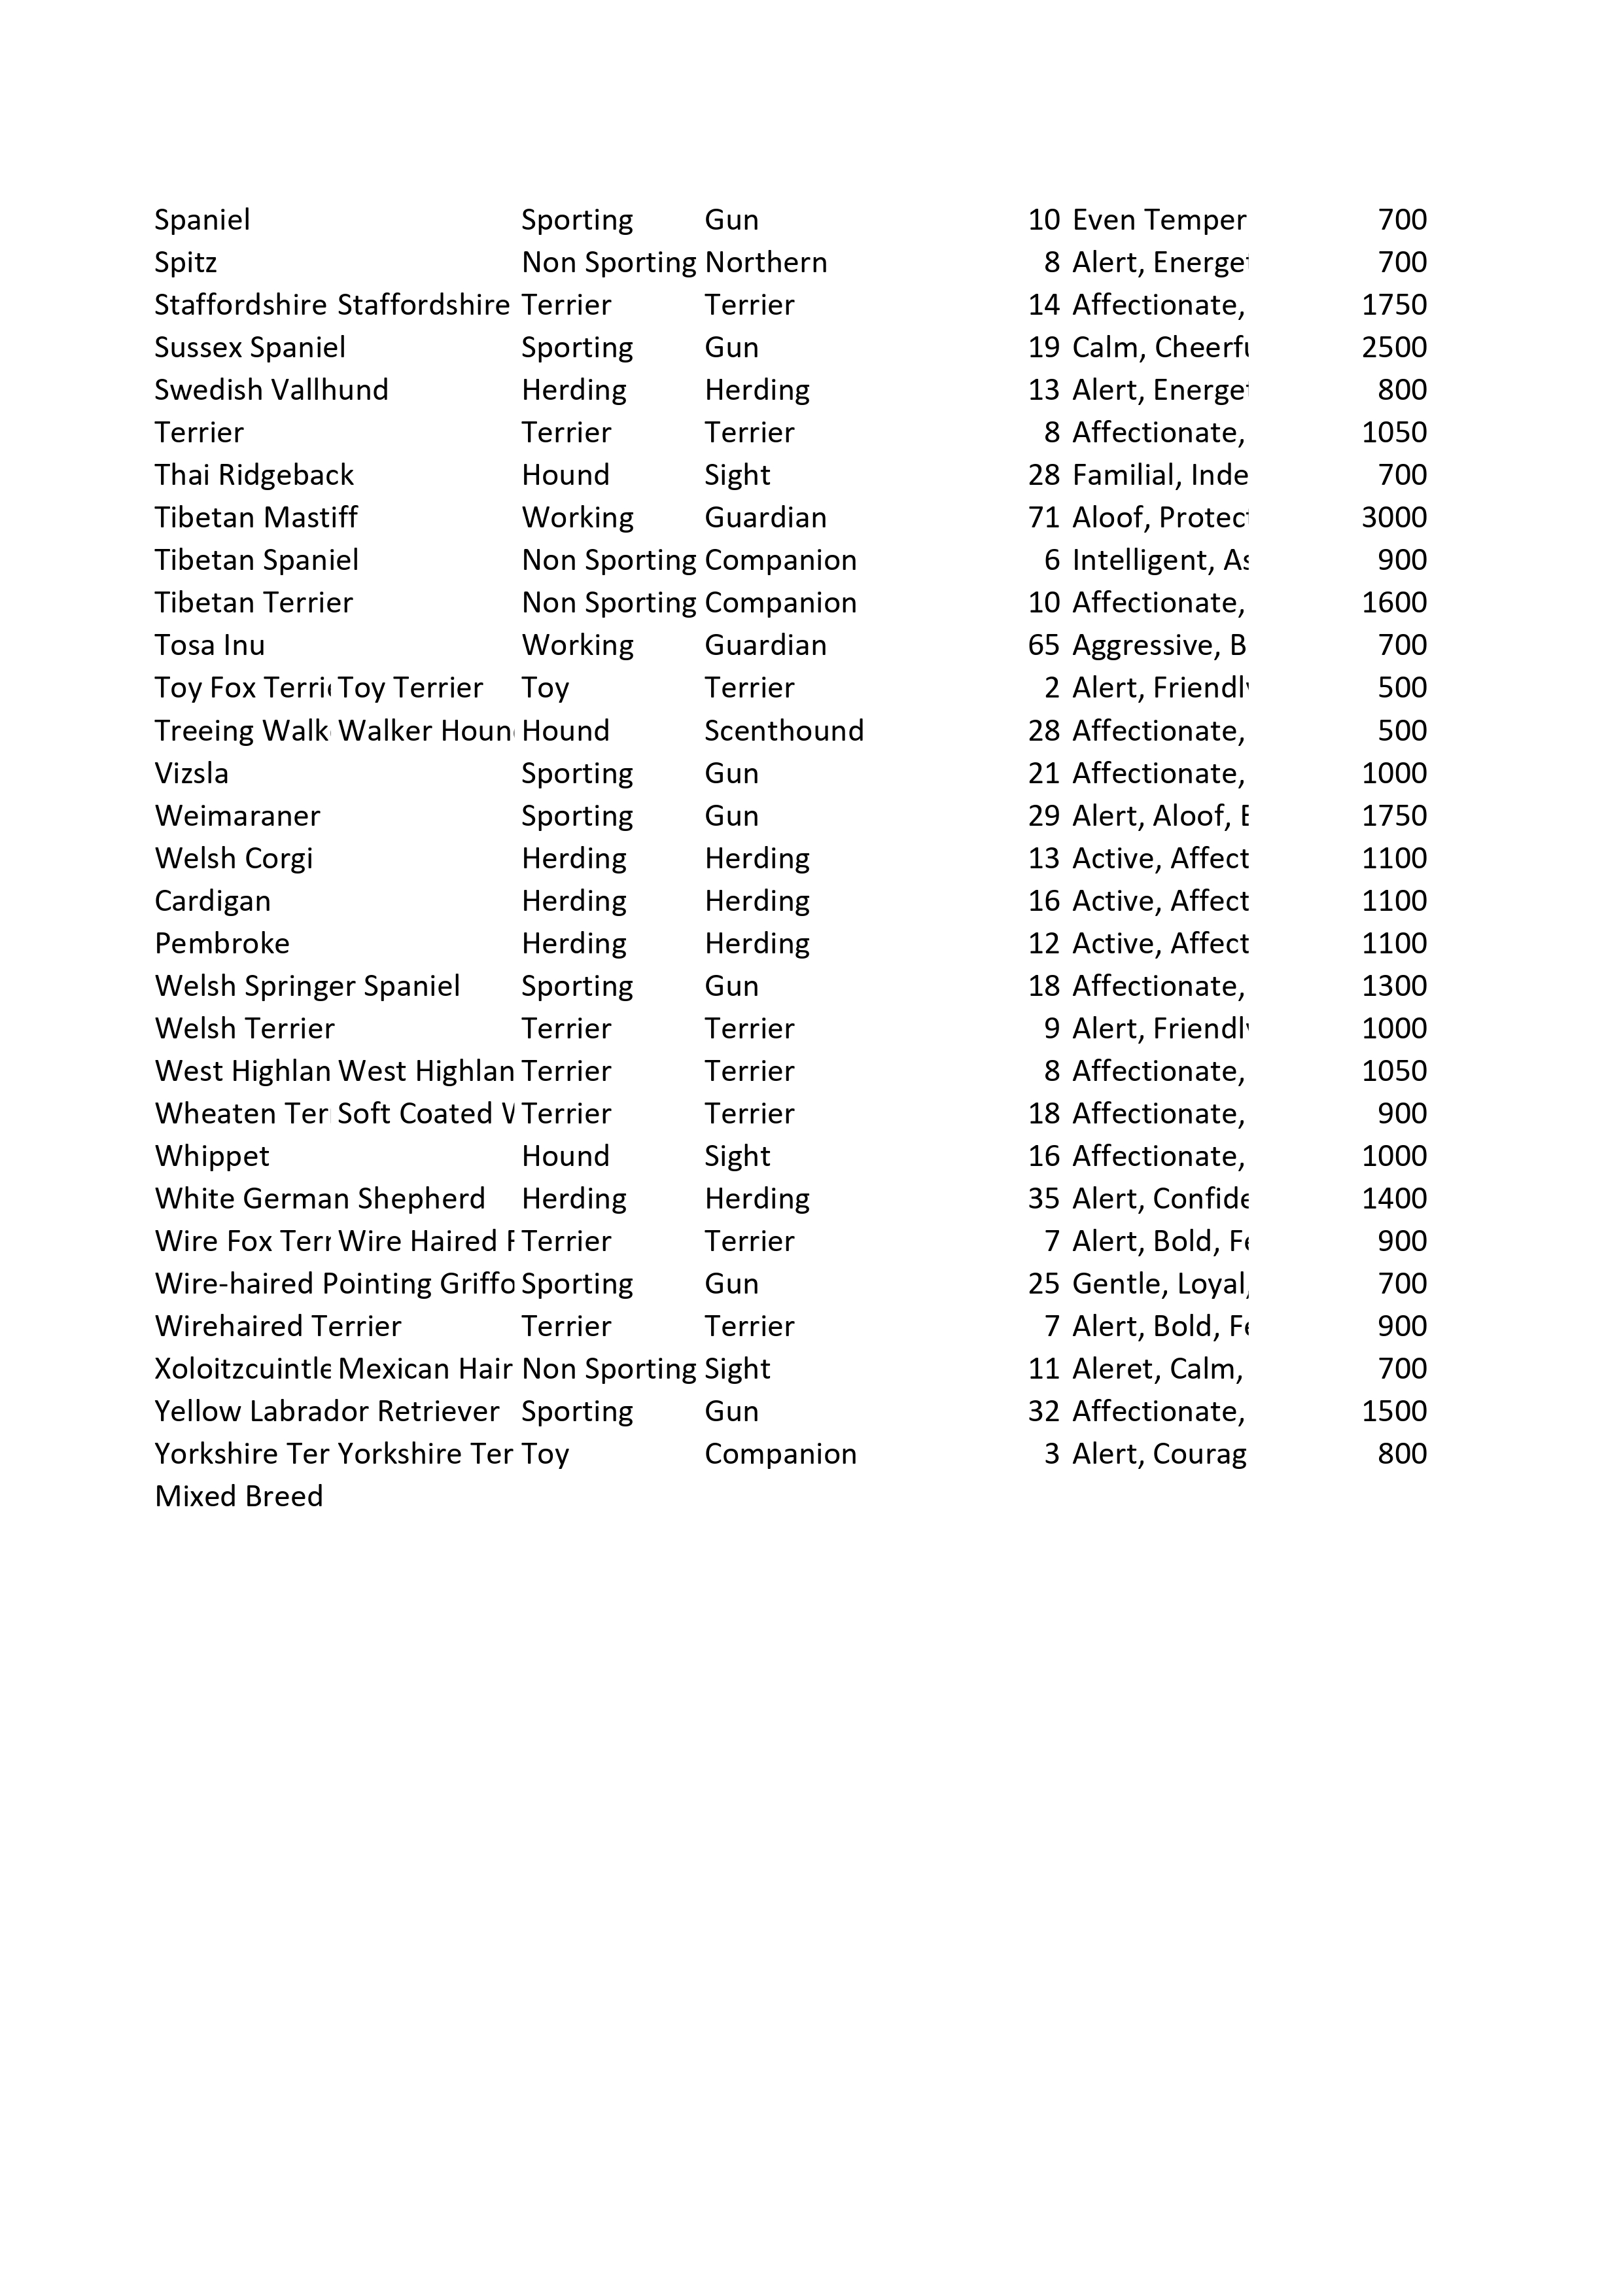 Spaniel Sporting Gun 10 Even Temper 700
Spitz Non Sporting Northern 8 Alert, Energet 700
Staffordshire Staffordshire Terrier Terrier 14 Affectionate, 1750
Sussex Spaniel Sporting Gun 19 Calm, Cheerfu 2500
Swedish Vallhund Herding Herding 13 Alert, Energet 800
Terrier Terrier Terrier 8 Affectionate, 1050
Thai Ridgeback Hound Sight 28 Familial, Inde 700
Tibetan Mastiff Working Guardian 71 Aloof, Protect 3000
Tibetan Spaniel Non Sporting Companion 6 Intelligent, As 900
Tibetan Terrier Non Sporting Companion 10 Affectionate, 1600
Tosa Inu Working Guardian 65 Aggressive, B 700
Toy Fox Terrie Toy Terrier Toy Terrier 2 Alert, Friendly 500
Treeing Walke Walker Hound Hound Scenthound 28 Affectionate, 500
Vizsla Sporting Gun 21 Affectionate, 1000
Weimaraner Sporting Gun 29 Alert, Aloof, E 1750
Welsh Corgi Herding Herding 13 Active, Affect 1100
Cardigan Herding Herding 16 Active, Affect 1100
Pembroke Herding Herding 12 Active, Affect 1100
Welsh Springer Spaniel Sporting Gun 18 Affectionate, 1300
Welsh Terrier Terrier Terrier 9 Alert, Friendly 1000
West Highlan West Highlan Terrier Terrier 8 Affectionate, 1050
Wheaten Terr Soft Coated W Terrier Terrier 18 Affectionate, 900
Whippet Hound Sight 16 Affectionate, 1000
White German Shepherd Herding Herding 35 Alert, Confide 1400
Wire Fox Terr Wire Haired F Terrier Terrier 7 Alert, Bold, Fe 900
Wire-haired Pointing Griffo Sporting Gun 25 Gentle, Loyal, 700
Wirehaired Terrier Terrier Terrier 7 Alert, Bold, Fe 900
Xoloitzcuintle Mexican Hair Non Sporting Sight 11 Aleret, Calm, 700
Yellow Labrador Retriever Sporting Gun 32 Affectionate, 1500
Yorkshire Ter Yorkshire Ter Toy Companion 3 Alert, Courag 800
Mixed Breed